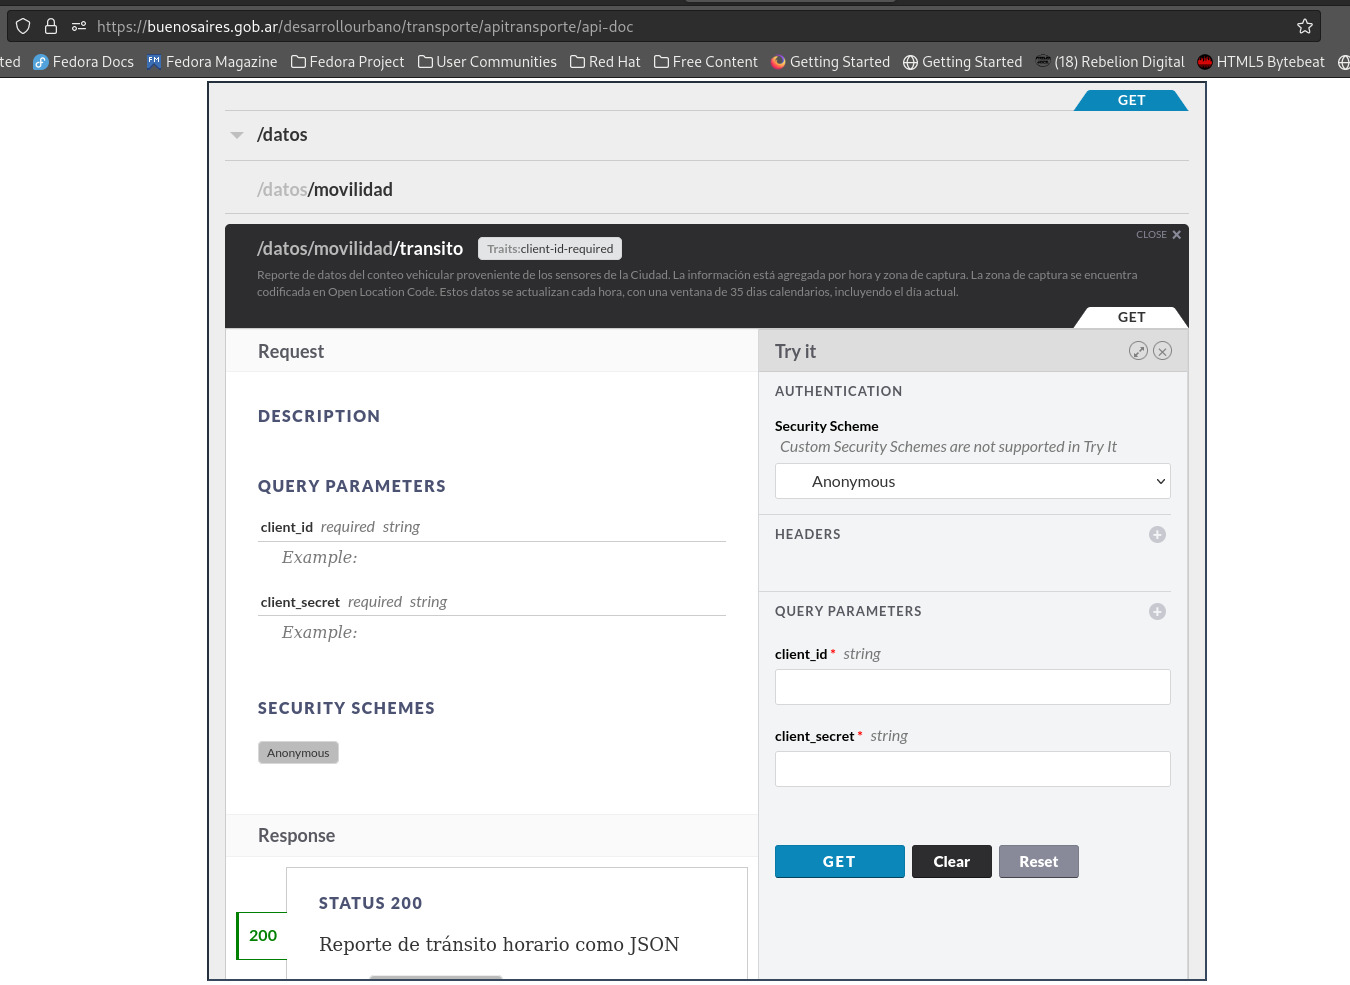 https://buenosaires.gob.ar/desarrollourbano/transporte/apitransporte/api-doc
ted Fedora Docs Fedora Magazine Fedora Project User Communities Red Hat Free Content Getting Started Getting Started (18) Rebelion Digital HTML5 Bytebeat
GET
/datos
/datos/movilidad
/datos/movilidad/transito Traits:client-id-required
CLOSE X
Reporte de datos del conteo vehicular proveniente de los sensores de la Ciudad. La información está agregada por hora y zona de captura. La zona de captura se encuentra
codificada en Open Location Code. Estos datos se actualizan cada hora, con una ventana de 35 dias calendarios, incluyendo el día actual.
GET
Request
DESCRIPTION
QUERY PARAMETERS
client_id required string
Example:
client_secret required string
Example:
SECURITY SCHEMES
Anonymous
Response
200
STATUS 200
Reporte de tránsito horario como JSON
Try it
AUTHENTICATION
Security Scheme
Custom Security Schemes are not supported in Try It
Anonymous
HEADERS
QUERY PARAMETERS
client_id * string
client_secret * string
GET Clear Reset